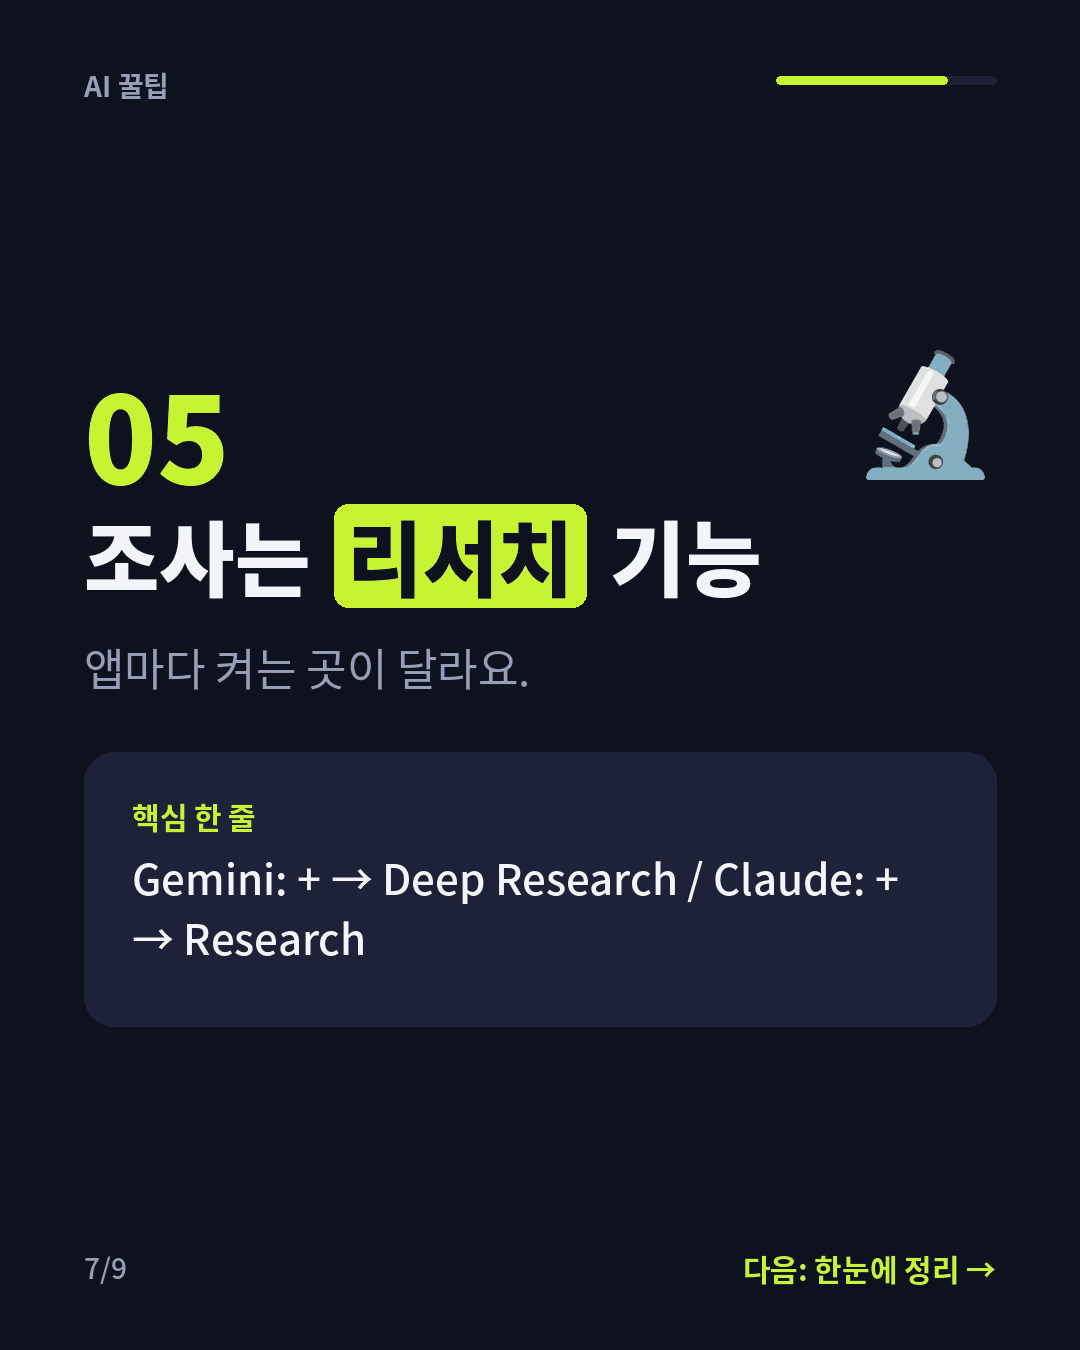 AI 꿀팁
05
조사는 리서치 기능
앱마다 켜는 곳이 달라요.
핵심 한 줄
Gemini: + → Deep Research / Claude: +
→ Research
7/9
다음: 한눈에 정리 →